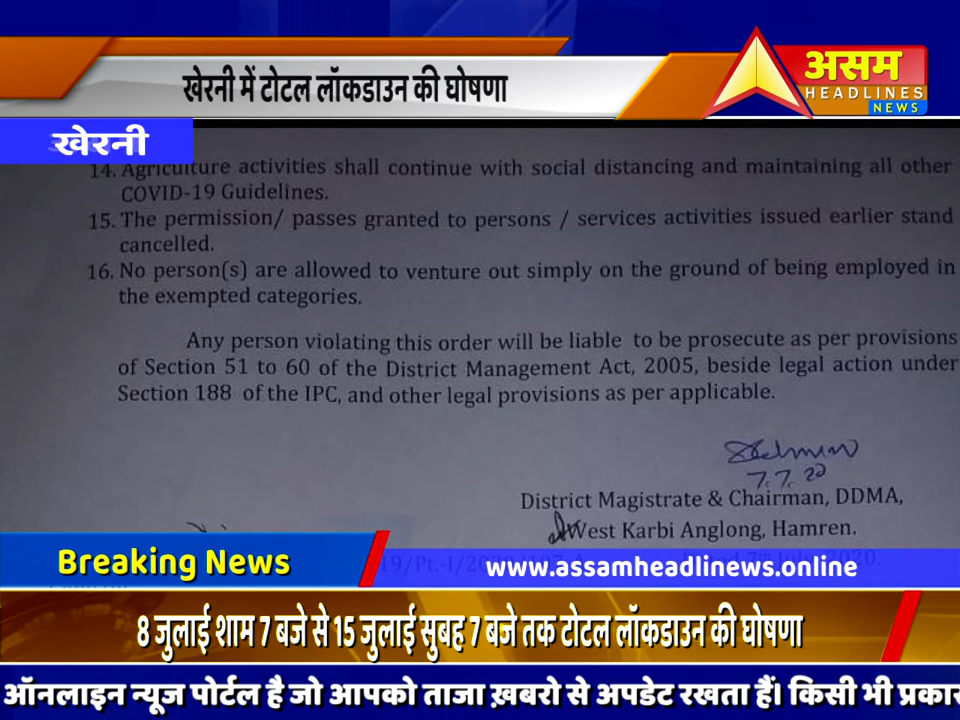 असम
HEADLINES
NEWS
खेरनी में टोटल लॉकडाउन की घोषणा
खेरनी
14. Agriculture activities shall continue with social distancing and maintaining all other
COVID-19 Guidelines.
15. The permission/ passes granted to persons / services activities issued earlier stand
cancelled.
16. No person(s) are allowed to venture out simply on the ground of being employed in
the exempted categories.
Any person violating this order will be liable to be prosecute as per provisions
of Section 51 to 60 of the District Management Act, 2005, beside legal action under
Section 188 of the IPC, and other legal provisions as per applicable.
7.7.20
District Magistrate & Chairman, DDMA,
West Karbi Anglong, Hamren.
Breaking News
www.assamheadlinews.online
8 जुलाई शाम 7 बजे से 15 जुलाई सुबह 7 बजे तक टोटल लॉकडाउन की घोषणा
ऑनलाइन न्यूज पोर्टल है जो आपको ताजा ख़बरो से अपडेट रखता हैं। किसी भी प्रकार